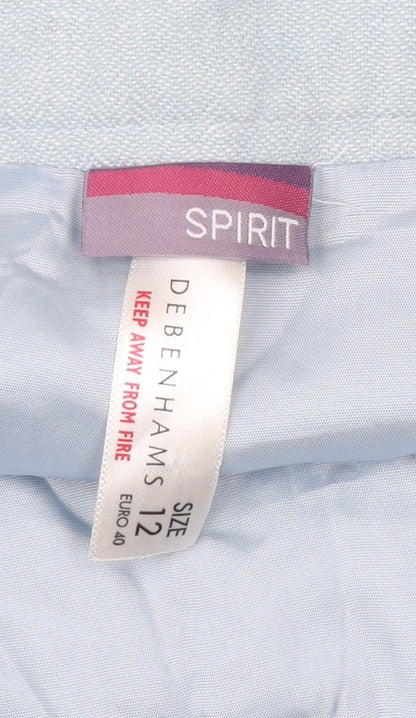 SPIRIT
DEBENHAMS
KEEP AWAY FROM FIRE
SIZE
12
EURO 40